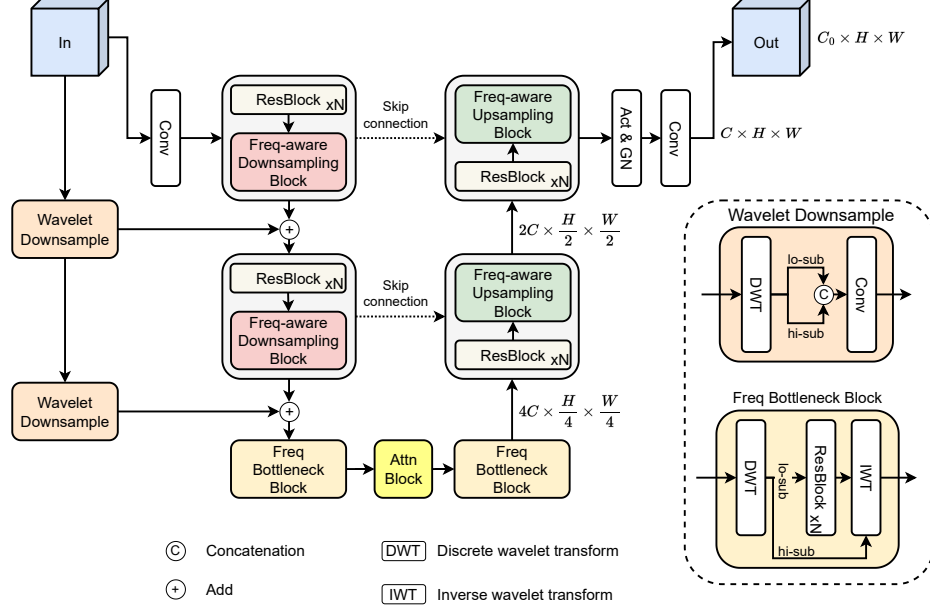 In
Out
C₀ × H × W
Conv
ResBlock xN
Freq-aware
Downsampling
Block
Skip
connection
Freq-aware
Upsampling
Block
ResBlock xN
Act & GN
Conv
C × H × W
Wavelet
Downsample
+
2C × H/2 × W/2
ResBlock xN
Freq-aware
Downsampling
Block
Skip
connection
Freq-aware
Upsampling
Block
ResBlock xN
Wavelet
Downsample
+
4C × H/4 × W/4
Freq
Bottleneck
Block
Attn
Block
Freq
Bottleneck
Block
Wavelet Downsample
DWT
lo-sub
C
hi-sub
Conv
Freq Bottleneck Block
DWT
lo-sub
ResBlock xN
IWT
hi-sub
C Concatenation
DWT Discrete wavelet transform
+ Add
IWT Inverse wavelet transform